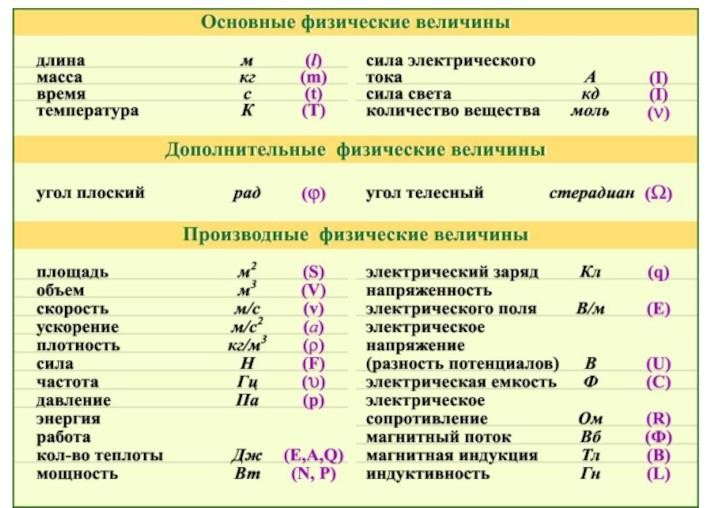 Основные физические величины
длина м (l)
масса кг (m)
время с (t)
температура К (T)
сила электрического
тока А (I)
сила света кд (I)
количество вещества моль (ν)
Дополнительные физические величины
угол плоский рад (φ)
угол телесный стерадиан (Ω)
Производные физические величины
площадь м² (S)
объем м³ (V)
скорость м/с (v)
ускорение м/с² (a)
плотность кг/м³ (ρ)
сила Н (F)
частота Гц (υ)
давление Па (p)
энергия
работа
кол-во теплоты Дж (E,A,Q)
мощность Вт (N, P)
электрический заряд Кл (q)
напряженность
электрического поля В/м (E)
электрическое
напряжение
(разность потенциалов) В (U)
электрическая емкость Ф (C)
электрическое
сопротивление Ом (R)
магнитный поток Вб (Ф)
магнитная индукция Тл (B)
индуктивность Гн (L)